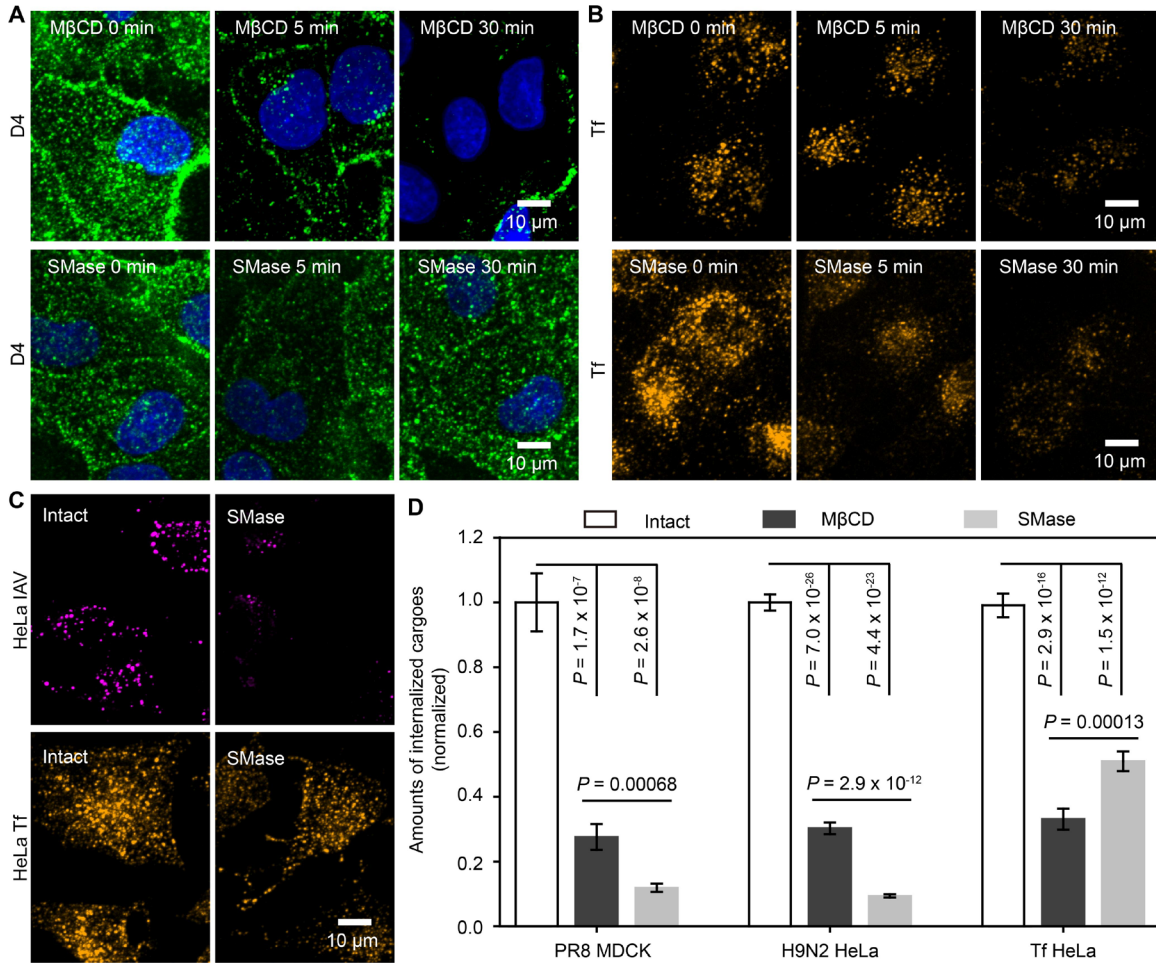 A
MβCD 0 min
MβCD 5 min
MβCD 30 min
D4
10 µm
SMase 0 min
SMase 5 min
SMase 30 min
D4
10 µm
B
MβCD 0 min
MβCD 5 min
MβCD 30 min
Tf
10 µm
SMase 0 min
SMase 5 min
SMase 30 min
Tf
10 µm
C
Intact
SMase
HeLa IAV
Intact
SMase
HeLa Tf
10 µm
D
Intact
MβCD
SMase
Amounts of internalized cargoes
(normalized)
1.2
1.0
0.8
0.6
0.4
0.2
0.0
P = 1.7 x 10⁻⁷
P = 2.6 x 10⁻⁸
P = 0.00068
P = 7.0 x 10⁻²⁶
P = 4.4 x 10⁻²³
P = 2.9 x 10⁻¹²
P = 2.9 x 10⁻¹⁶
P = 1.5 x 10⁻¹²
P = 0.00013
PR8 MDCK
H9N2 HeLa
Tf HeLa